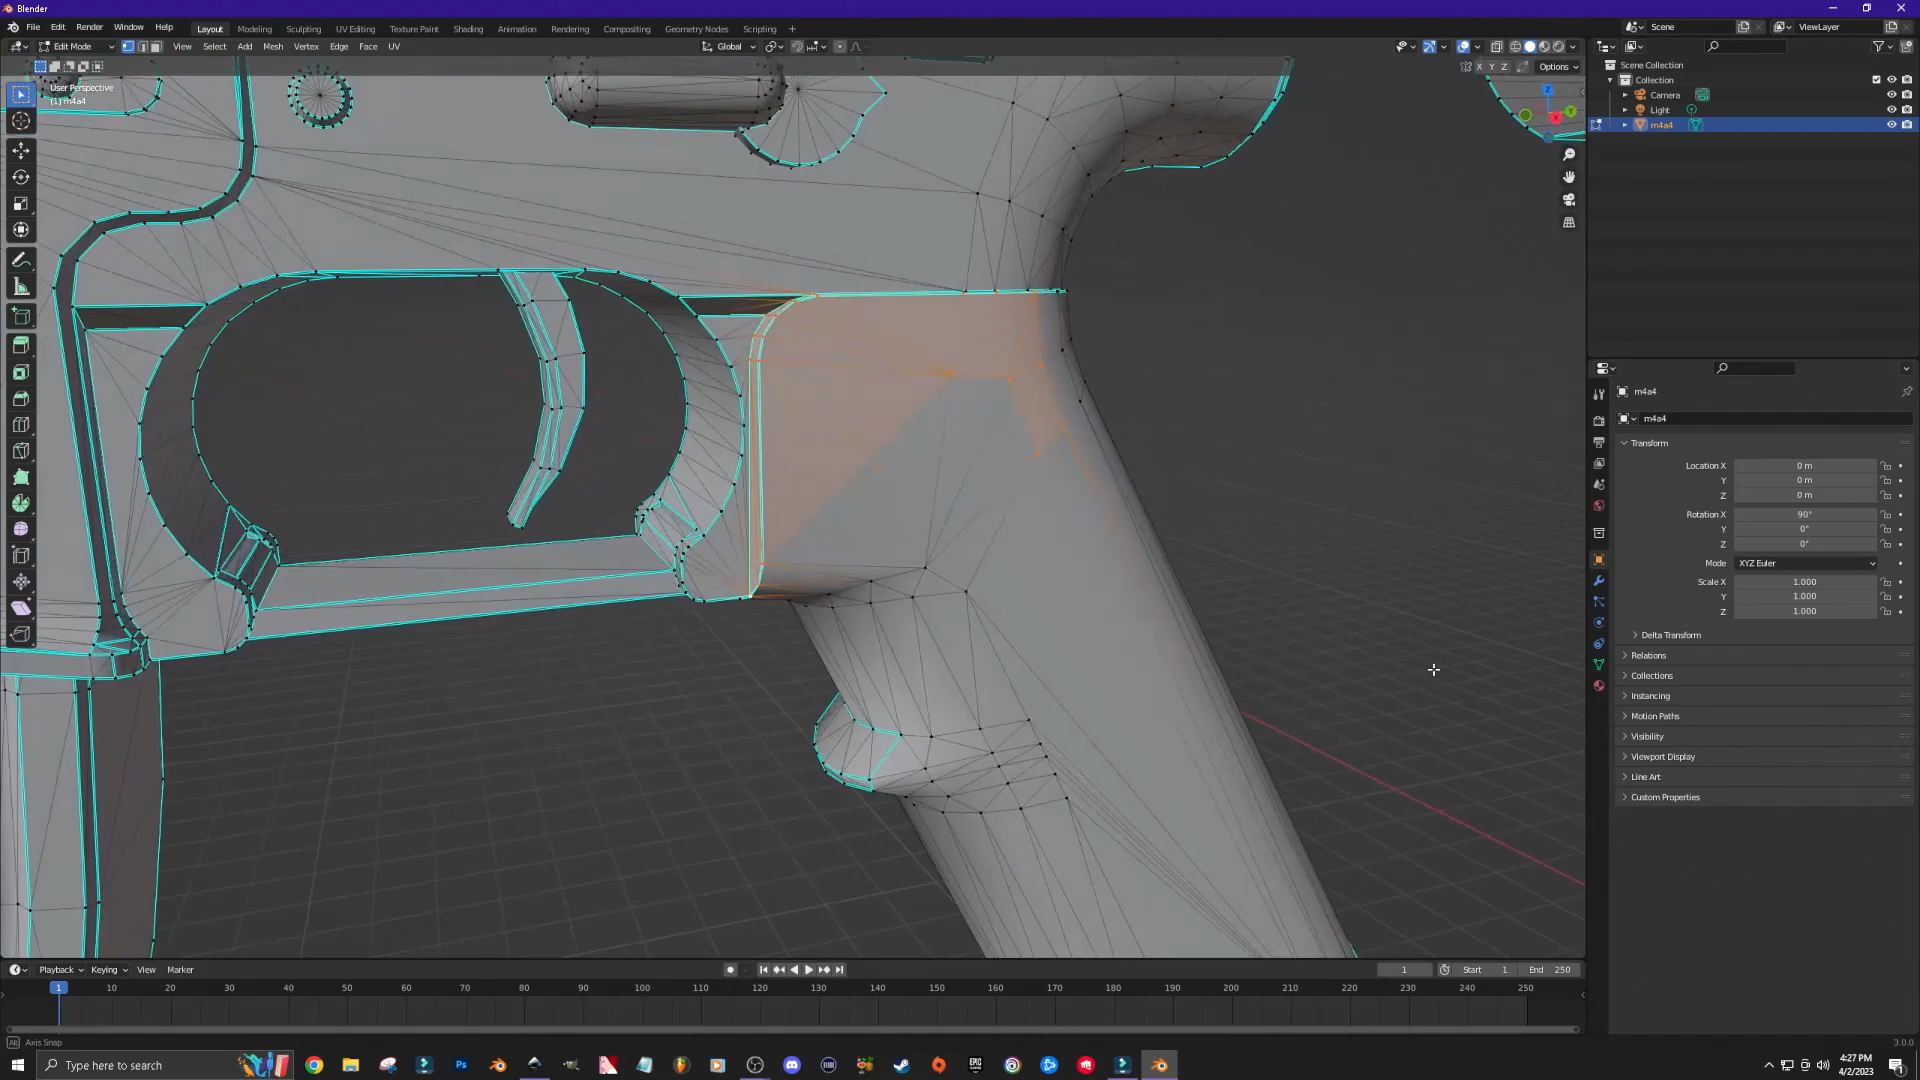 Blender
File Edit Render Window Help Layout Modeling Sculpting UV Editing Texture Paint Shading Animation Rendering Compositing Geometry Nodes Scripting + Scene ViewLayer
Edit Mode View Select Add Mesh Vertex Edge Face UV Global
X Y Z Options
User Perspective
(1) m4a4
Scene Collection
Collection
Camera
Light
m4a4
m4a4
m4a4
Transform
Location X 0 m
Y 0 m
Z 0 m
Rotation X 90°
Y 0°
Z 0°
Mode XYZ Euler
Scale X 1.000
Y 1.000
Z 1.000
Delta Transform
Relations
Collections
Instancing
Motion Paths
Visibility
Viewport Display
Line Art
Custom Properties
Playback Keying View Marker 1 Start 1 End 250
1 10 20 30 40 50 60 70 80 90 100 110 120 130 140 150 160 170 180 190 200 210 220 230 240 250
Alt Axis Snap 3.0.0
Type here to search
4:27 PM
4/2/2023